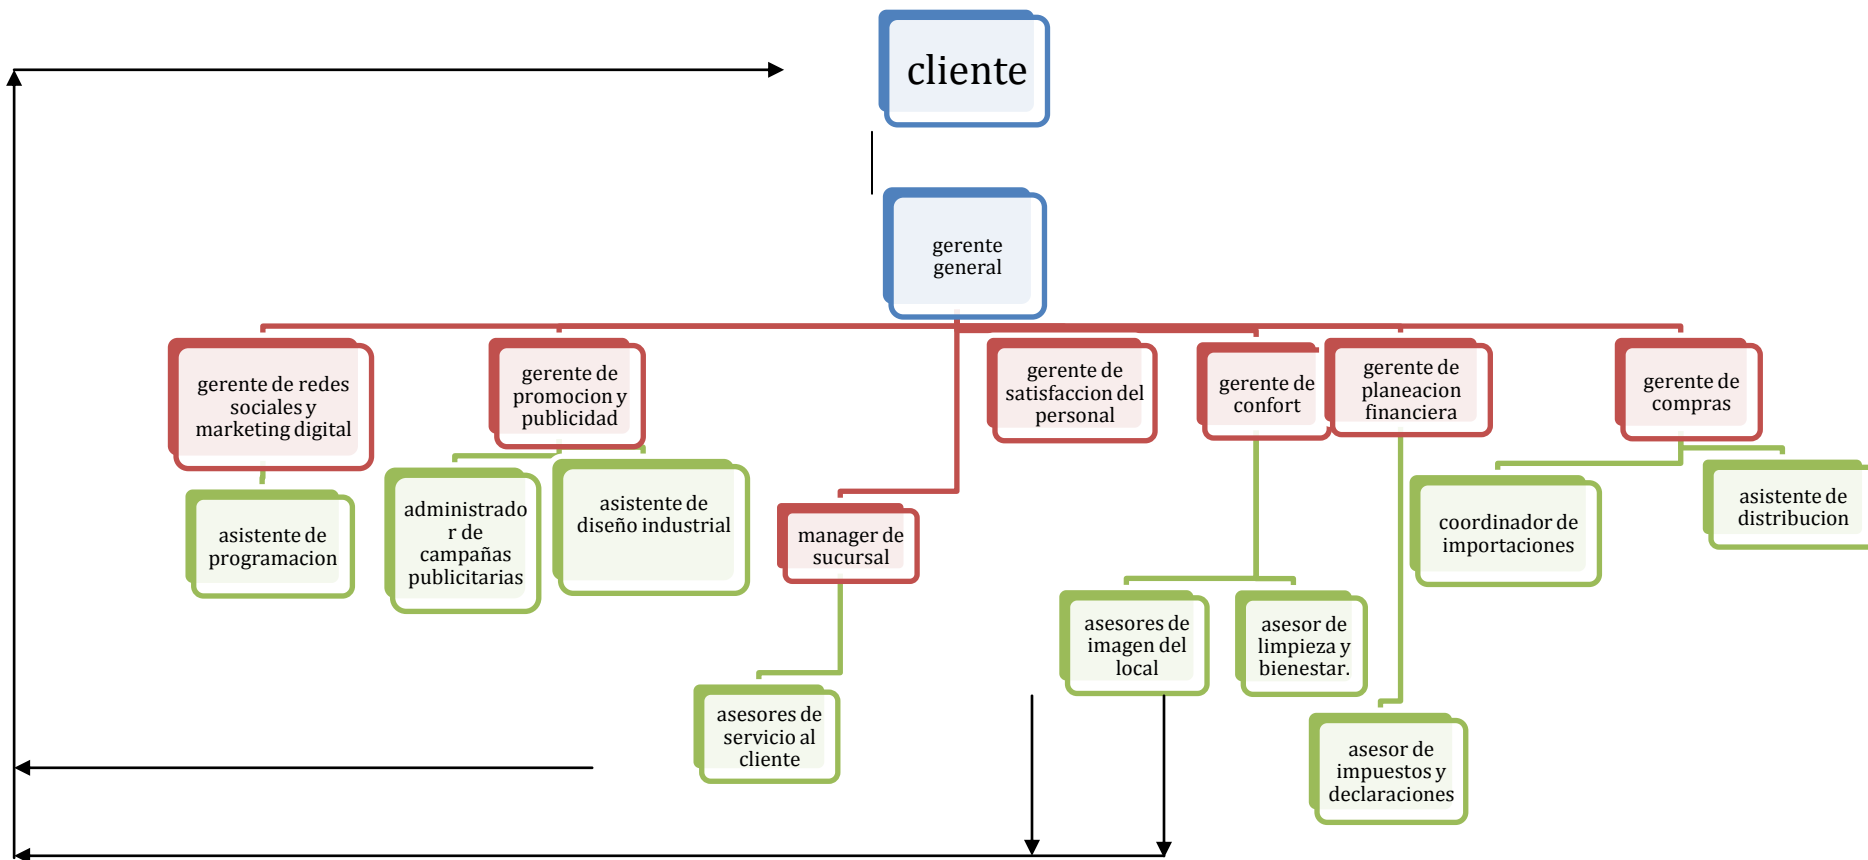 cliente
gerente
general
gerente de redes
sociales y
marketing digital
gerente de
promocion y
publicidad
gerente de
satisfaccion del
personal
gerente de
confort
gerente de
planeacion
financiera
gerente de
compras
asistente de
programacion
administrado
r de
campañas
publicitarias
asistente de
diseño industrial
manager de
sucursal
coordinador de
importaciones
asistente de
distribucion
asesores de
imagen del
local
asesor de
limpieza y
bienestar.
asesores de
servicio al
cliente
asesor de
impuestos y
declaraciones